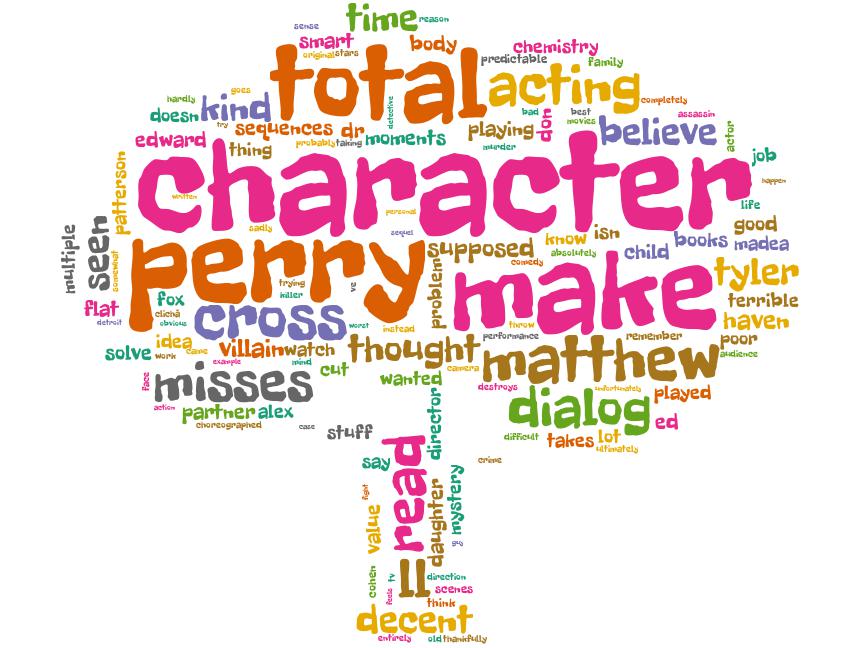 time reason
sense
smart body chemistry
original stars predictable family
total acting
goes
hardly kind completely
doesn detective bad don best assassin
try sequences dr playing movies believe actor
edward probably taking moments murder
thing job
patterson character happen
written personal life
sadly sequel know isn good
multiple seen somewhat perry supposed absolutely child books madea
comedy
trying problem make tyler
killer ve
flat fox terrible
clichã cross throw haven
detroit obvious worst instead performance remember poor
idea villain watch thought matthew audience
solve work came example mind camera
face misses cut wanted destroys unfortunately played
action partner alex director dialog ed
choreographed case stuff difficult takes lot
ultimately
say read crime
fight mystery
value daughter
guy
cohen tv ll direction
feels scenes
think
decent
entirely old thankfully